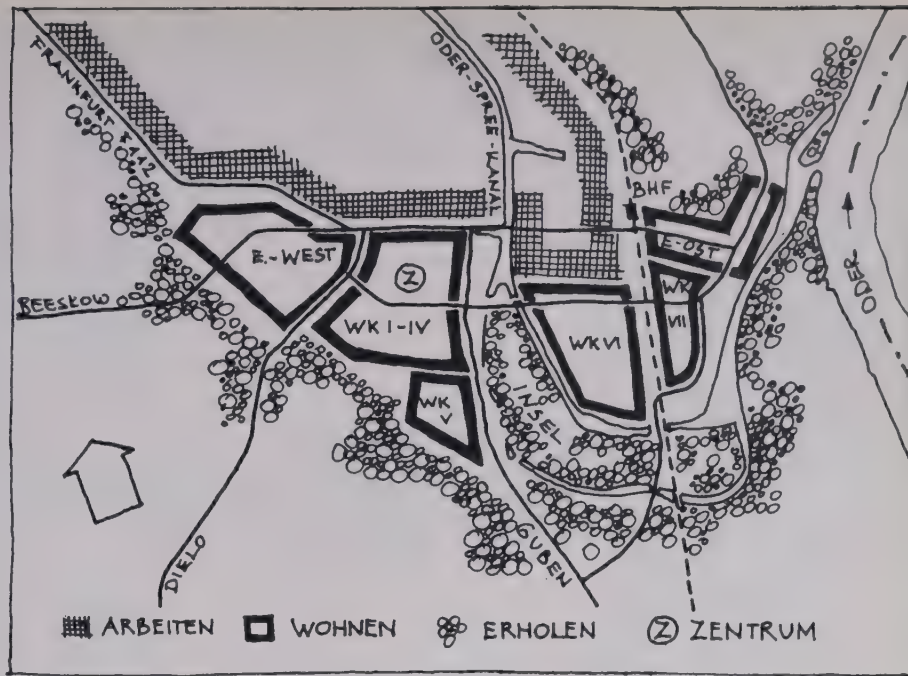 FRANKFURT & A12
ODER-SPREE-KANAL
BHF
E.-WEST
Z
E-OST
ODER
BEESKOW
WK I-IV
WK VI
WK
VII
WK
V
INSEL
DIELO
GUBEN
ARBEITEN
WOHNEN
ERHOLEN
Z ZENTRUM